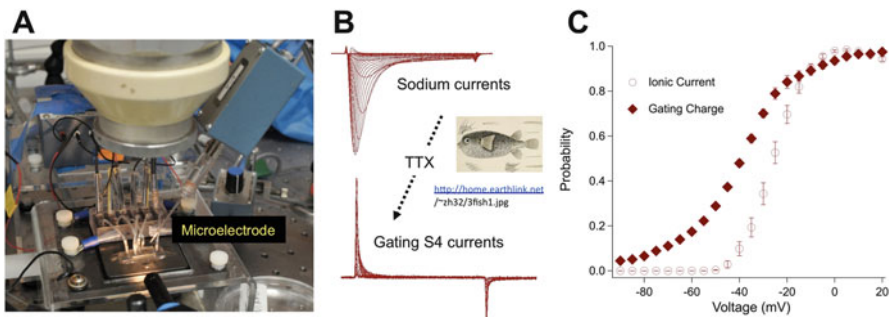 A
Microelectrode
B
Sodium currents
TTX
http://home.earthlink.net
/~zh32/3fish1.jpg
Gating S4 currents
C
1.0
0.8
0.6
0.4
0.2
0.0
Probability
Ionic Current
Gating Charge
-80
-60
-40
-20
0
20
Voltage (mV)